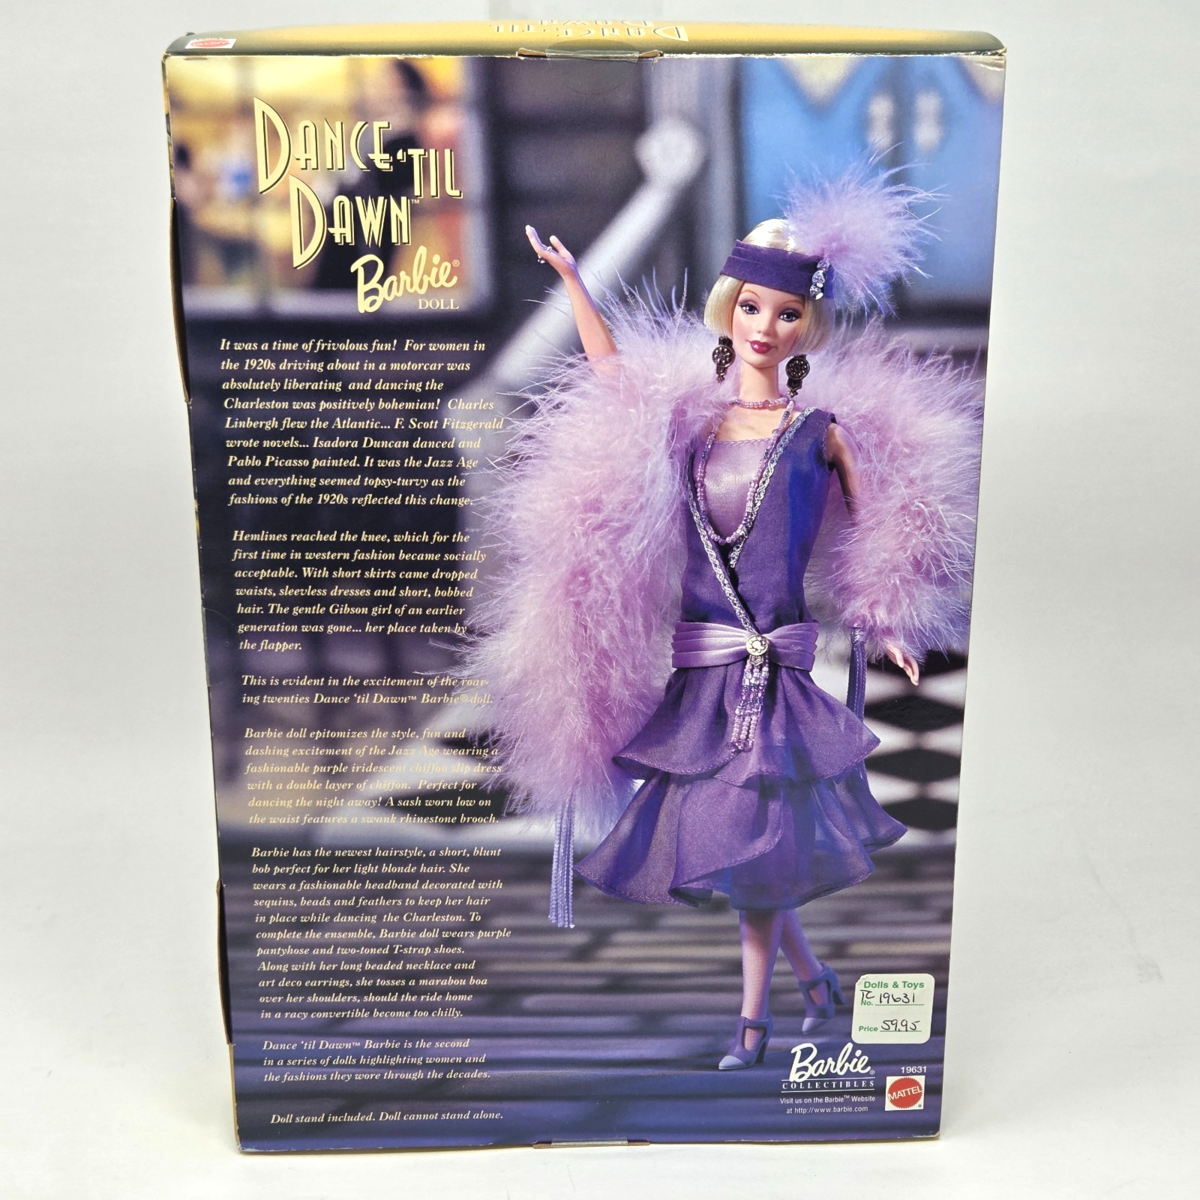 DANCE 'TIL
DAWN™
Barbie®
DOLL
It was a time of frivolous fun! For women in
the 1920s driving about in a motorcar was
absolutely liberating and dancing the
Charleston was positively bohemian! Charles
Linbergh flew the Atlantic... F. Scott Fitzgerald
wrote novels... Isadora Duncan danced and
Pablo Picasso painted. It was the Jazz Age
and everything seemed topsy-turvy as the
fashions of the 1920s reflected this change.
Hemlines reached the knee, which for the
first time in western fashion became socially
acceptable. With short skirts came dropped
waists, sleevless dresses and short, bobbed
hair. The gentle Gibson girl of an earlier
generation was gone... her place taken by
the flapper.
This is evident in the excitement of the roar-
ing twenties Dance 'til Dawn™ Barbie® doll.
Barbie doll epitomizes the style, fun and
dashing excitement of the Jazz Age wearing a
fashionable purple iridescent chiffon slip dress
with a double layer of chiffon. Perfect for
dancing the night away! A sash worn low on
the waist features a swank rhinestone brooch.
Barbie has the newest hairstyle, a short, blunt
bob perfect for her light blonde hair. She
wears a fashionable headband decorated with
sequins, beads and feathers to keep her hair
in place while dancing the Charleston. To
complete the ensemble, Barbie doll wears purple
pantyhose and two-toned T-strap shoes.
Along with her long beaded necklace and
art deco earrings, she tosses a marabou boa
over her shoulders, should the ride home
in a racy convertible become too chilly.
Dance 'til Dawn™ Barbie is the second
in a series of dolls highlighting women and
the fashions they wore through the decades.
Doll stand included. Doll cannot stand alone.
Dolls & Toys
No. 19631
Price 59.95
Barbie®
COLLECTIBLES
Visit us on the Barbie™ Website
at http://www.barbie.com
19631
MATTEL
DANCE 'TIL
DAWN